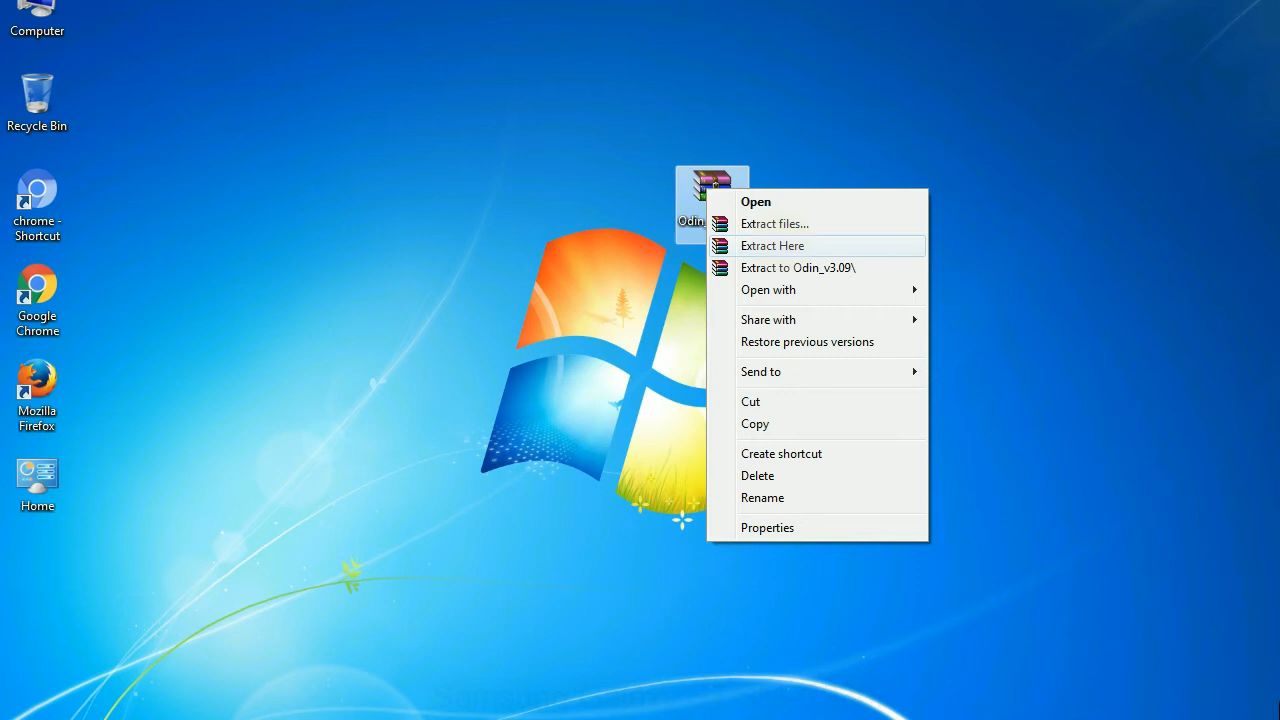 Computer
Recycle Bin
chrome -
Shortcut
Google
Chrome
Mozilla
Firefox
Home
Open
Extract files...
Extract Here
Extract to Odin_v3.09\
Open with
Share with
Restore previous versions
Send to
Cut
Copy
Create shortcut
Delete
Rename
Properties